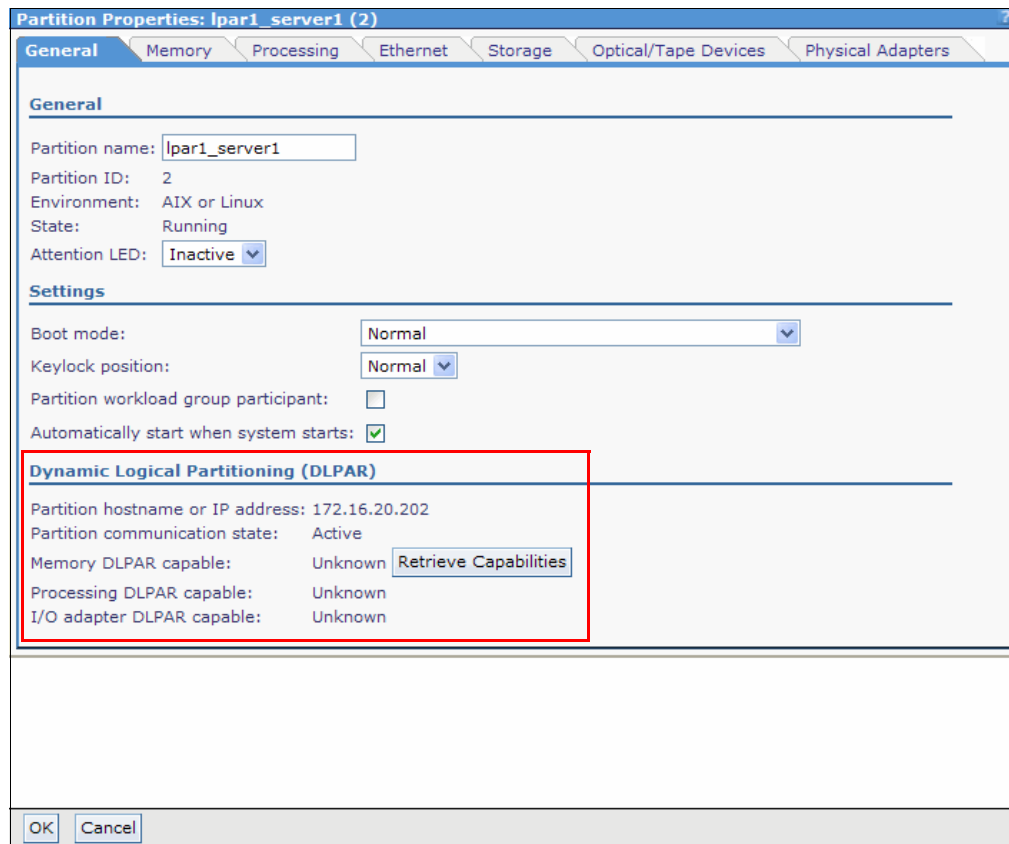 Partition Properties: lpar1_server1 (2) ?
General Memory Processing Ethernet Storage Optical/Tape Devices Physical Adapters
General
Partition name: lpar1_server1
Partition ID: 2
Environment: AIX or Linux
State: Running
Attention LED: Inactive
Settings
Boot mode: Normal
Keylock position: Normal
Partition workload group participant:
Automatically start when system starts:
Dynamic Logical Partitioning (DLPAR)
Partition hostname or IP address: 172.16.20.202
Partition communication state: Active
Memory DLPAR capable: Unknown Retrieve Capabilities
Processing DLPAR capable: Unknown
I/O adapter DLPAR capable: Unknown
OK Cancel